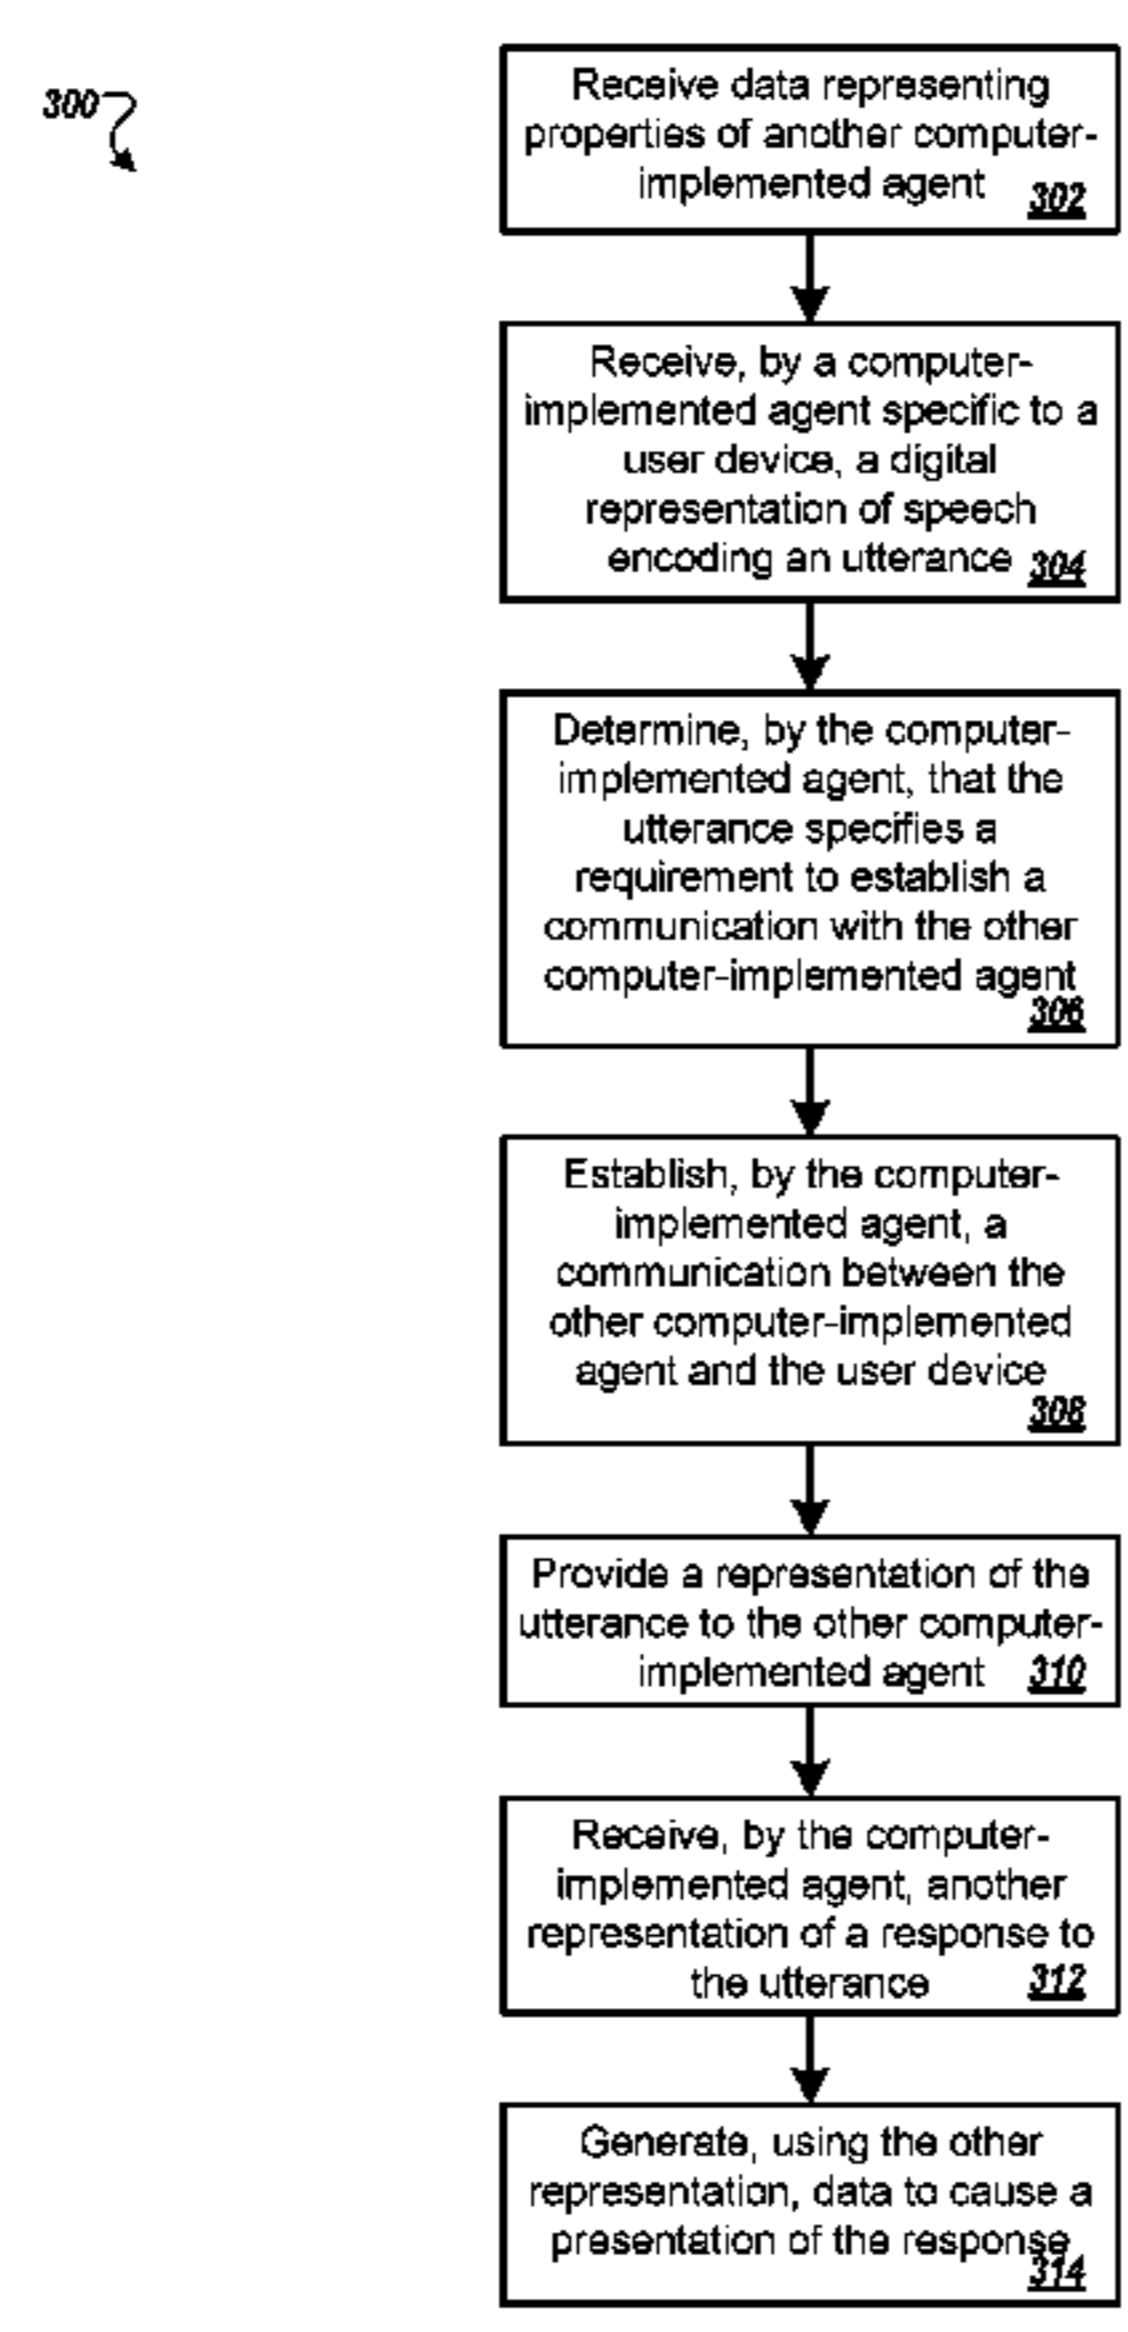 300
Receive data representing
properties of another computer-
implemented agent 302
Receive, by a computer-
implemented agent specific to a
user device, a digital
representation of speech
encoding an utterance 304
Determine, by the computer-
implemented agent, that the
utterance specifies a
requirement to establish a
communication with the other
computer-implemented agent
306
Establish, by the computer-
implemented agent, a
communication between the
other computer-implemented
agent and the user device
308
Provide a representation of the
utterance to the other computer-
implemented agent 310
Receive, by the computer-
implemented agent, another
representation of a response to
the utterance 312
Generate, using the other
representation, data to cause a
presentation of the response
314